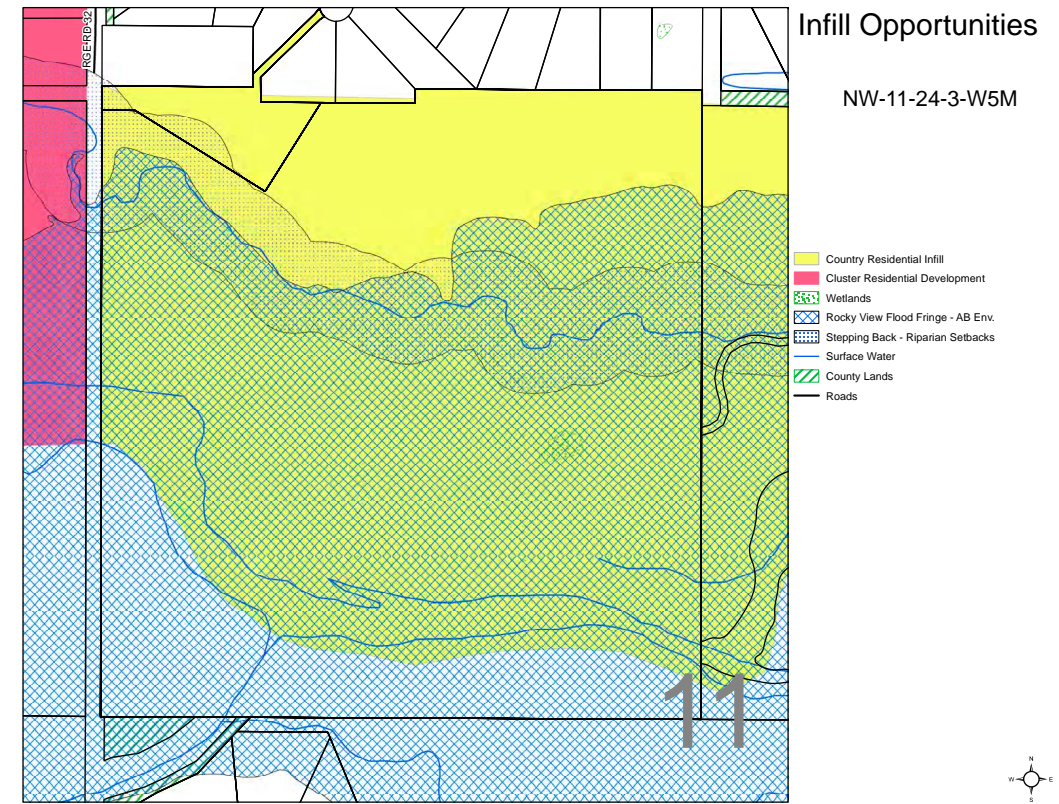 Infill Opportunities
NW-11-24-3-W5M
RGE-RD-32
Country Residential Infill
Cluster Residential Development
Wetlands
Rocky View Flood Fringe - AB Env.
Stepping Back - Riparian Setbacks
Surface Water
County Lands
Roads
11
N
W E
S